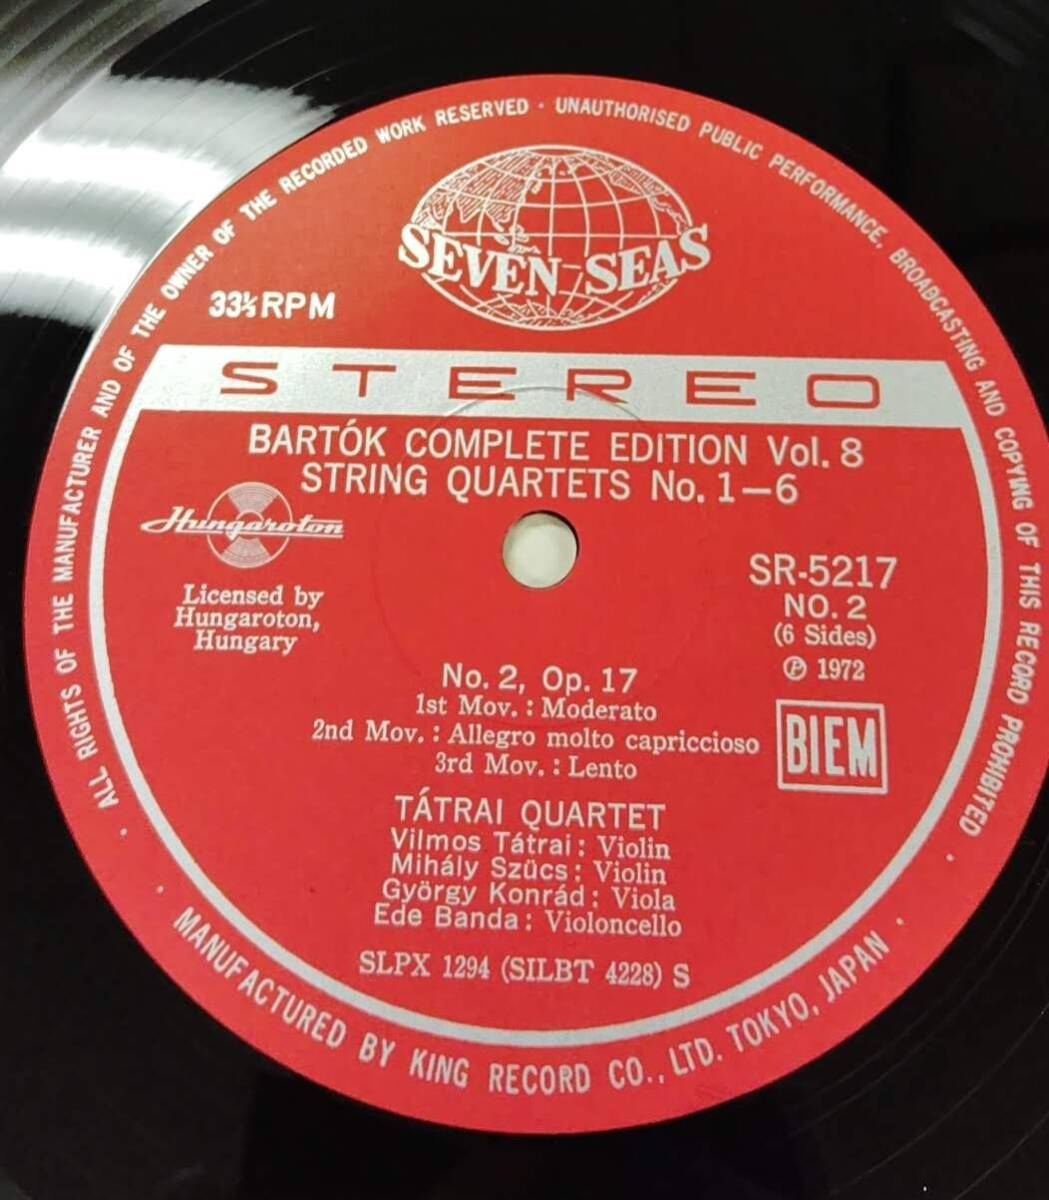 ALL RIGHTS OF THE MANUFACTURER AND OF THE OWNER OF THE RECORDED WORK RESERVED · UNAUTHORISED PUBLIC PERFORMANCE, BROADCASTING AND COPYING OF THIS RECORD PROHIBITED
SEVEN SEAS
33⅓RPM
STEREO
BARTÓK COMPLETE EDITION Vol. 8
STRING QUARTETS No. 1–6
Hungaroton
Licensed by
Hungaroton,
Hungary
SR-5217
NO. 2
(6 Sides)
Ⓟ 1972
BIEM
No. 2, Op. 17
1st Mov. : Moderato
2nd Mov. : Allegro molto capriccioso
3rd Mov. : Lento
TÁTRAI QUARTET
Vilmos Tátrai : Violin
Mihály Szücs : Violin
György Konrád : Viola
Ede Banda : Violoncello
SLPX 1294 (SILBT 4228) S
· MANUFACTURED BY KING RECORD CO., LTD. TOKYO, JAPAN ·